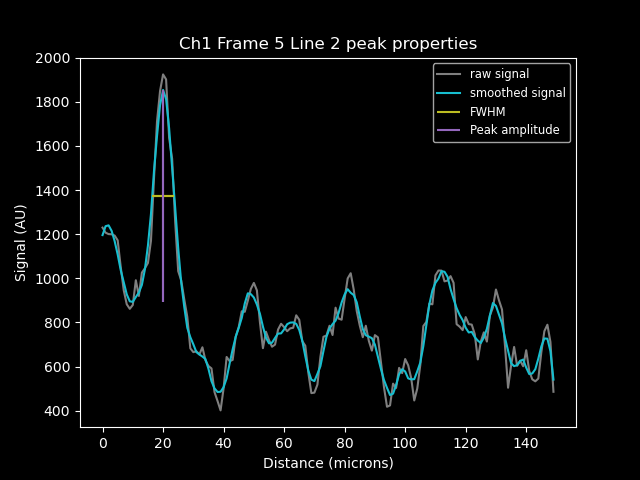 Ch1 Frame 5 Line 2 peak properties
raw signal
smoothed signal
FWHM
Peak amplitude
Signal (AU)
2000
1800
1600
1400
1200
1000
800
600
400
0 20 40 60 80 100 120 140
Distance (microns)